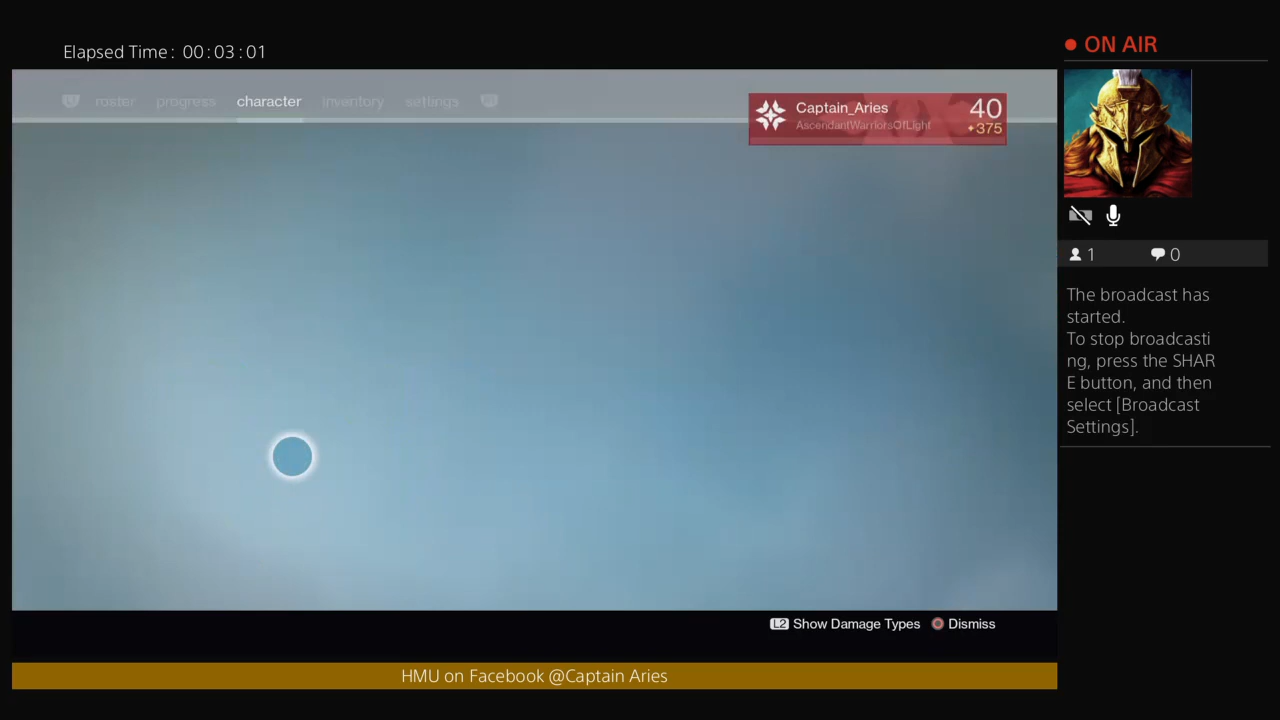 Elapsed Time: 00:03:01
ON AIR
roster progress character inventory settings
Captain_Aries 40
AscendantWarriorsOfLight +375
1 0
The broadcast has
started.
To stop broadcasti
ng, press the SHAR
E button, and then
select [Broadcast
Settings].
L2 Show Damage Types Dismiss
HMU on Facebook @Captain Aries